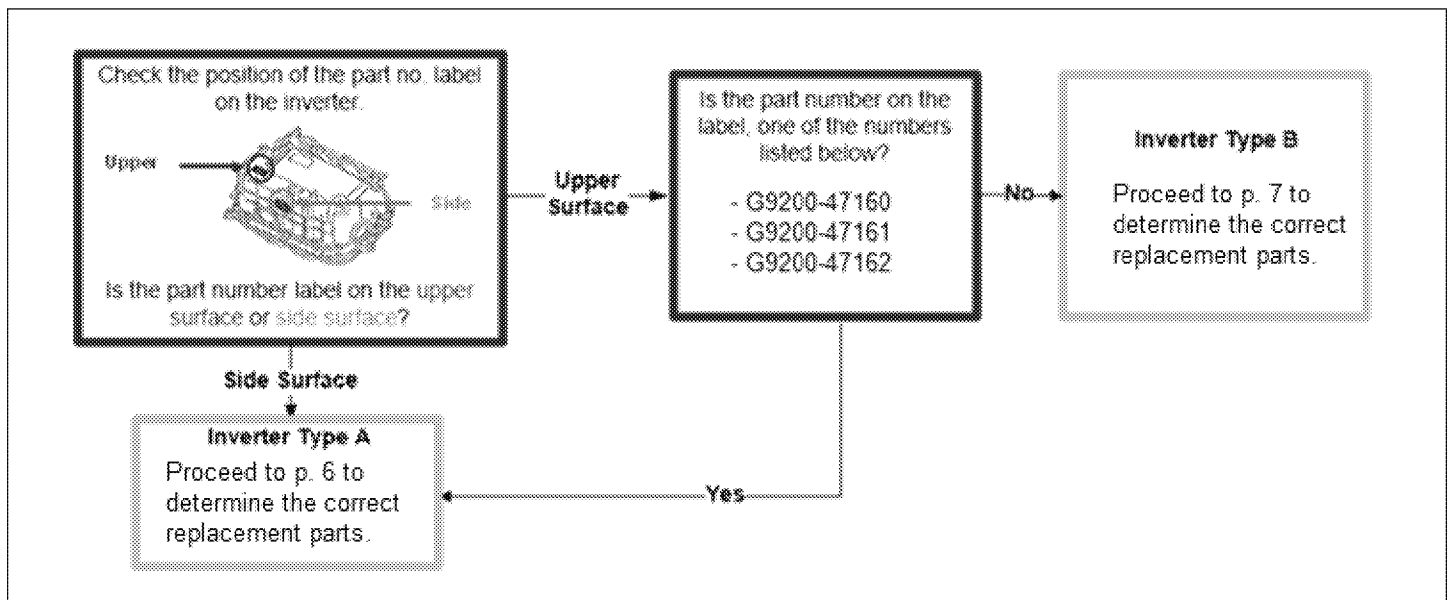 Check the position of the part no. label
on the inverter.
Upper
Side
Is the part number label on the upper
surface or side surface?
Upper
Surface
Is the part number on the
label, one of the numbers
listed below?
- G9200-47160
- G9200-47161
- G9200-47162
No
Inverter Type B
Proceed to p. 7 to
determine the correct
replacement parts.
Side Surface
Inverter Type A
Proceed to p. 6 to
determine the correct
replacement parts.
Yes